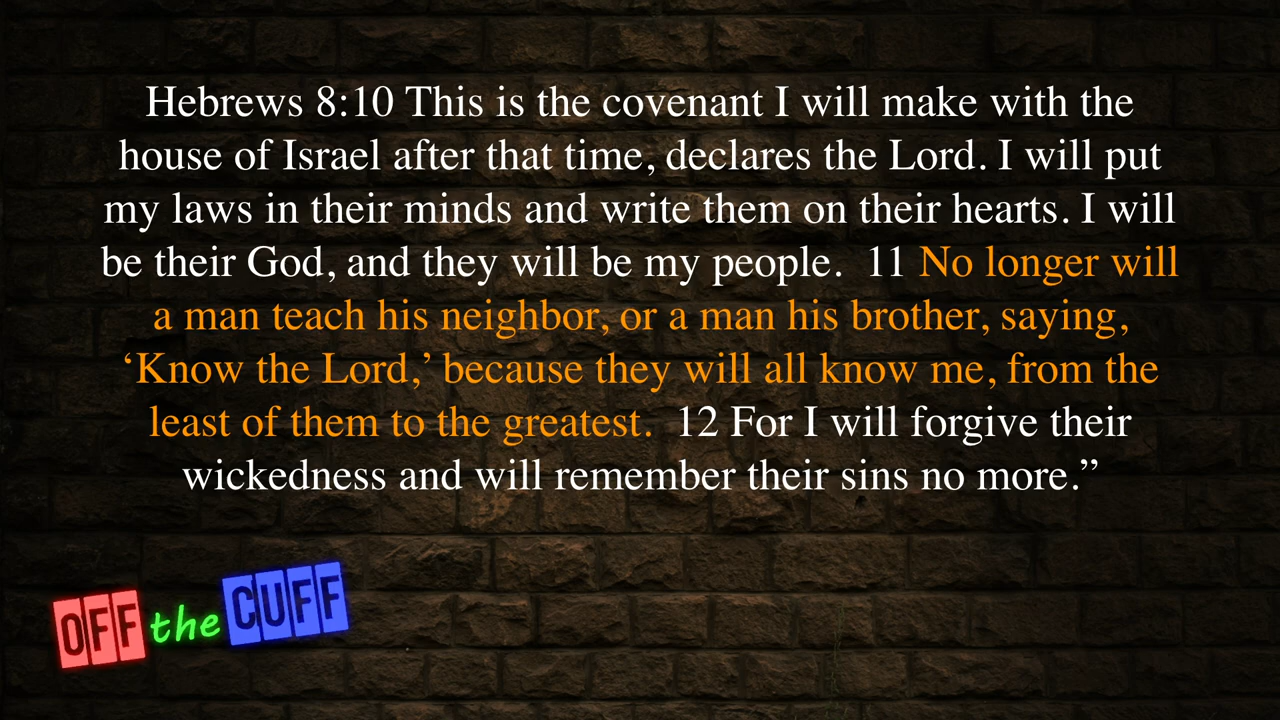 Hebrews 8:10 This is the covenant I will make with the
house of Israel after that time, declares the Lord. I will put
my laws in their minds and write them on their hearts. I will
be their God, and they will be my people.  11 No longer will
a man teach his neighbor, or a man his brother, saying,
‘Know the Lord,’ because they will all know me, from the
least of them to the greatest.  12 For I will forgive their
wickedness and will remember their sins no more.”
OFF the CUFF